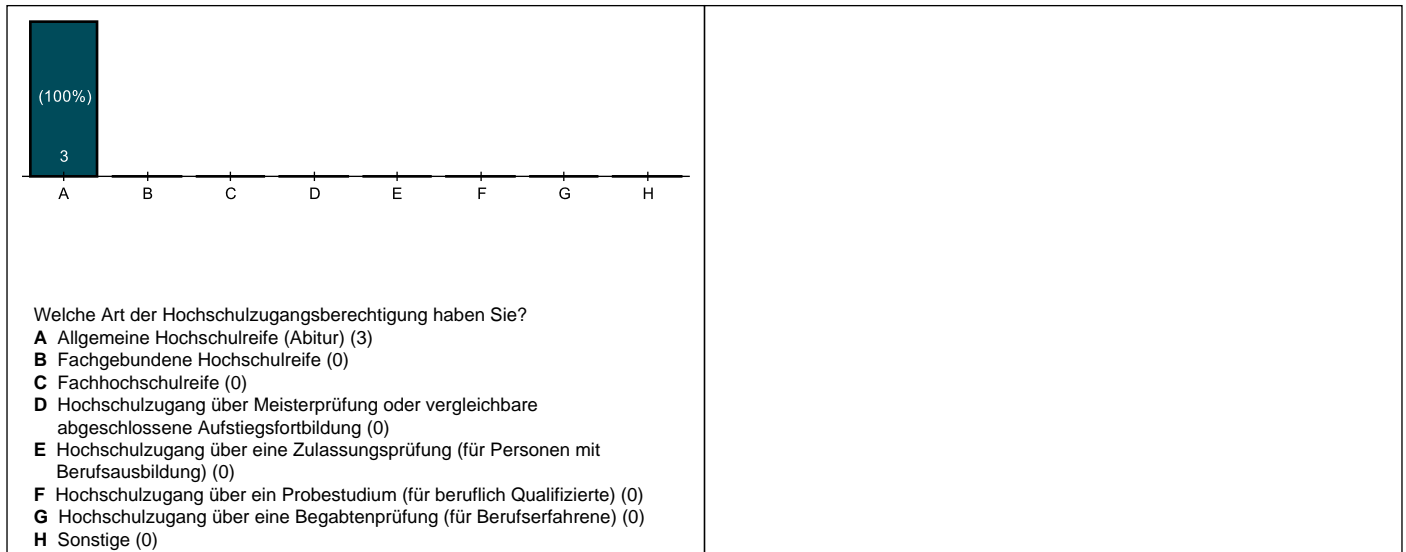 (100%)
3
A B C D E F G H
Welche Art der Hochschulzugangsberechtigung haben Sie?
A Allgemeine Hochschulreife (Abitur) (3)
B Fachgebundene Hochschulreife (0)
C Fachhochschulreife (0)
D Hochschulzugang über Meisterprüfung oder vergleichbare
abgeschlossene Aufstiegsfortbildung (0)
E Hochschulzugang über eine Zulassungsprüfung (für Personen mit
Berufsausbildung) (0)
F Hochschulzugang über ein Probestudium (für beruflich Qualifizierte) (0)
G Hochschulzugang über eine Begabtenprüfung (für Berufserfahrene) (0)
H Sonstige (0)